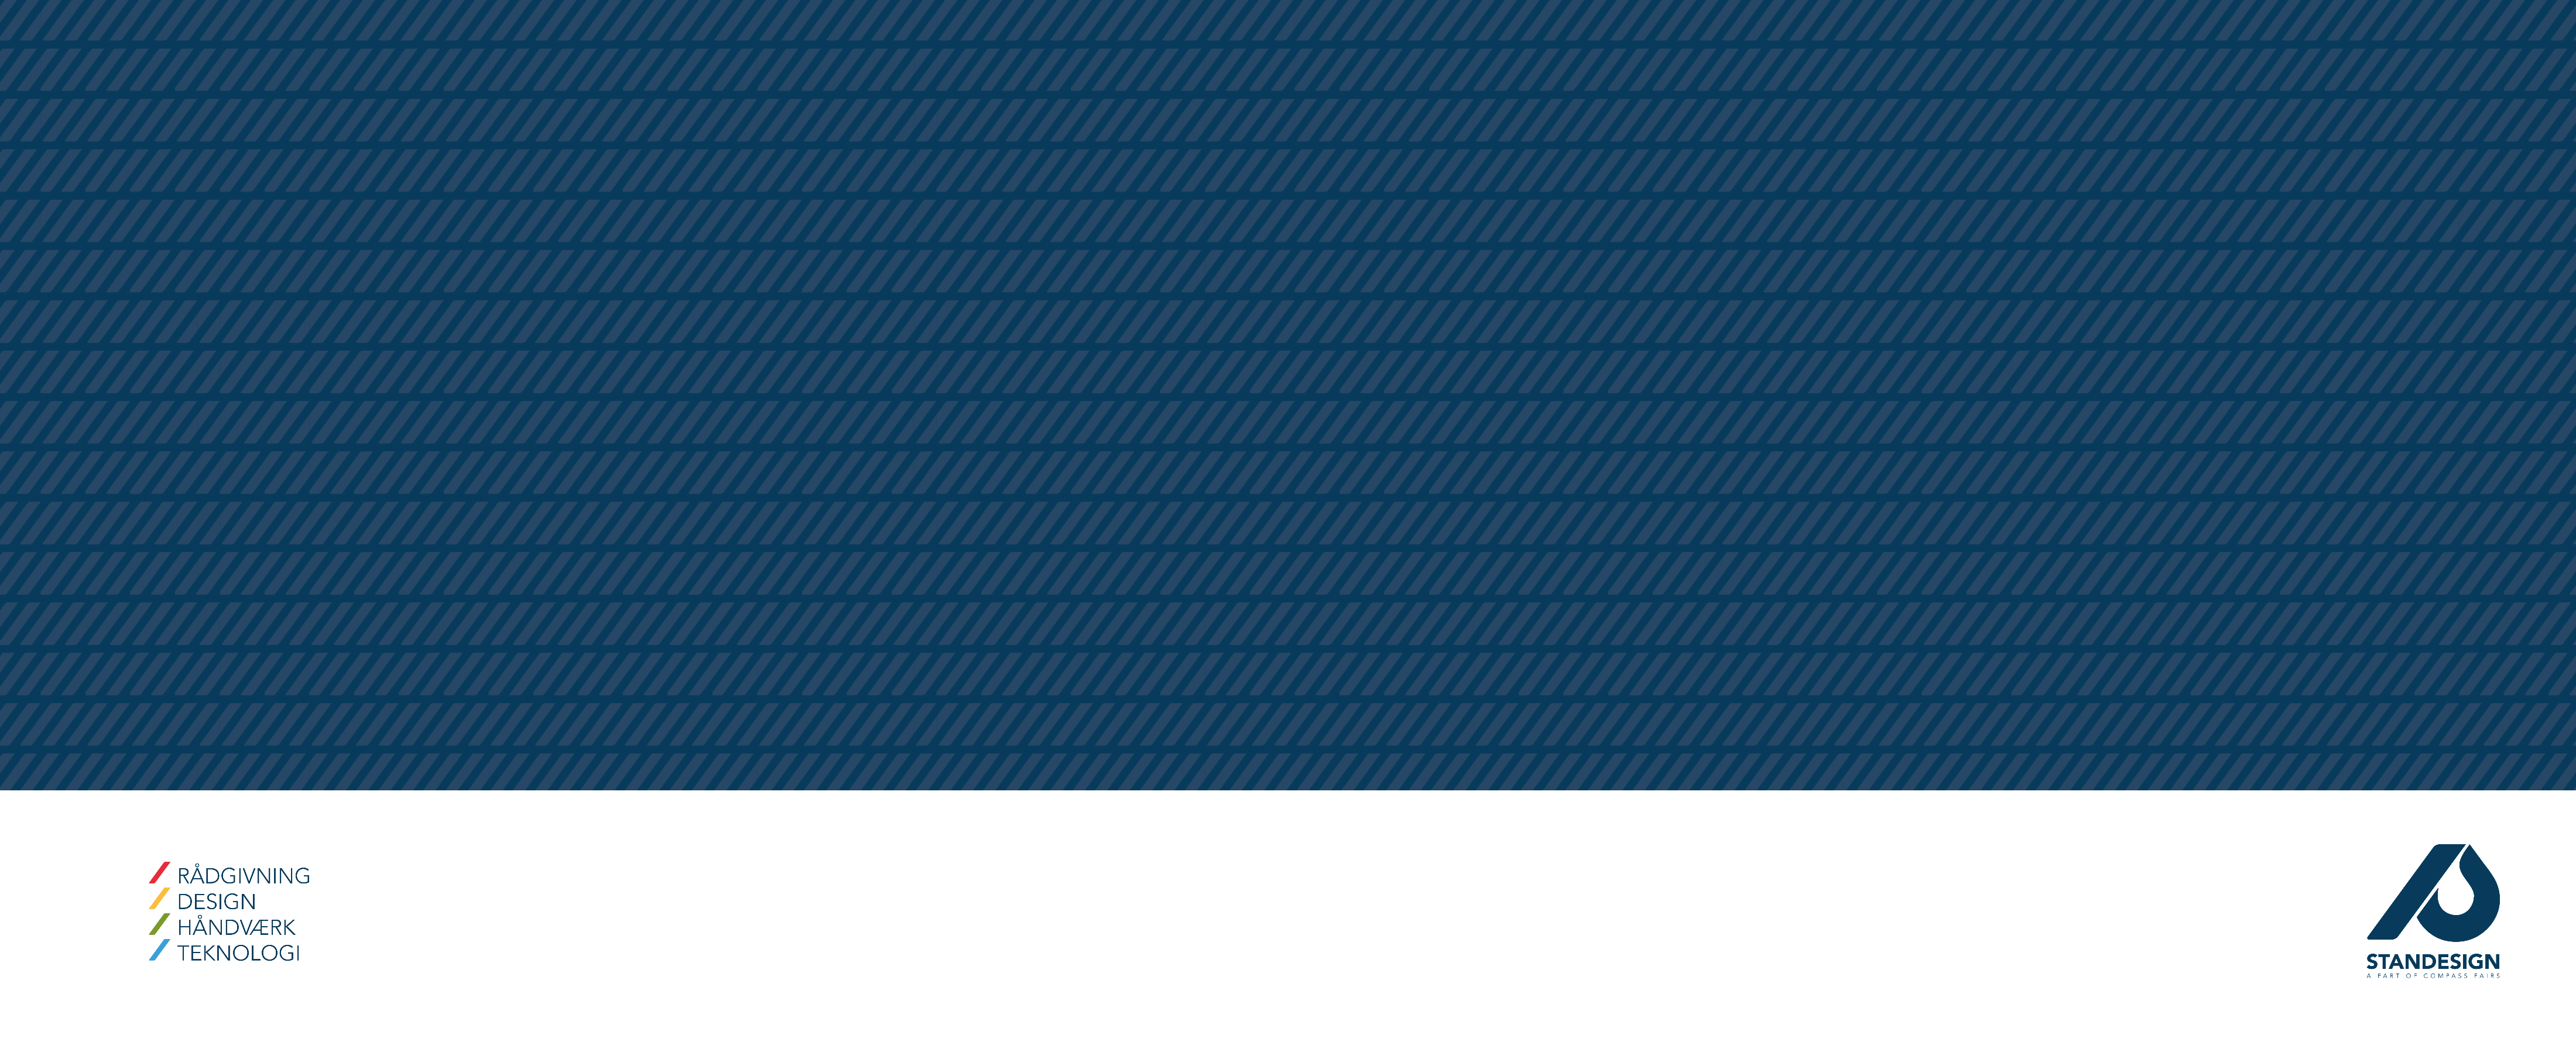 RÅDGIVNING
DESIGN
HÅNDVÆRK
TEKNOLOGI
STANDESIGN
A PART OF COMPASS FAIRS